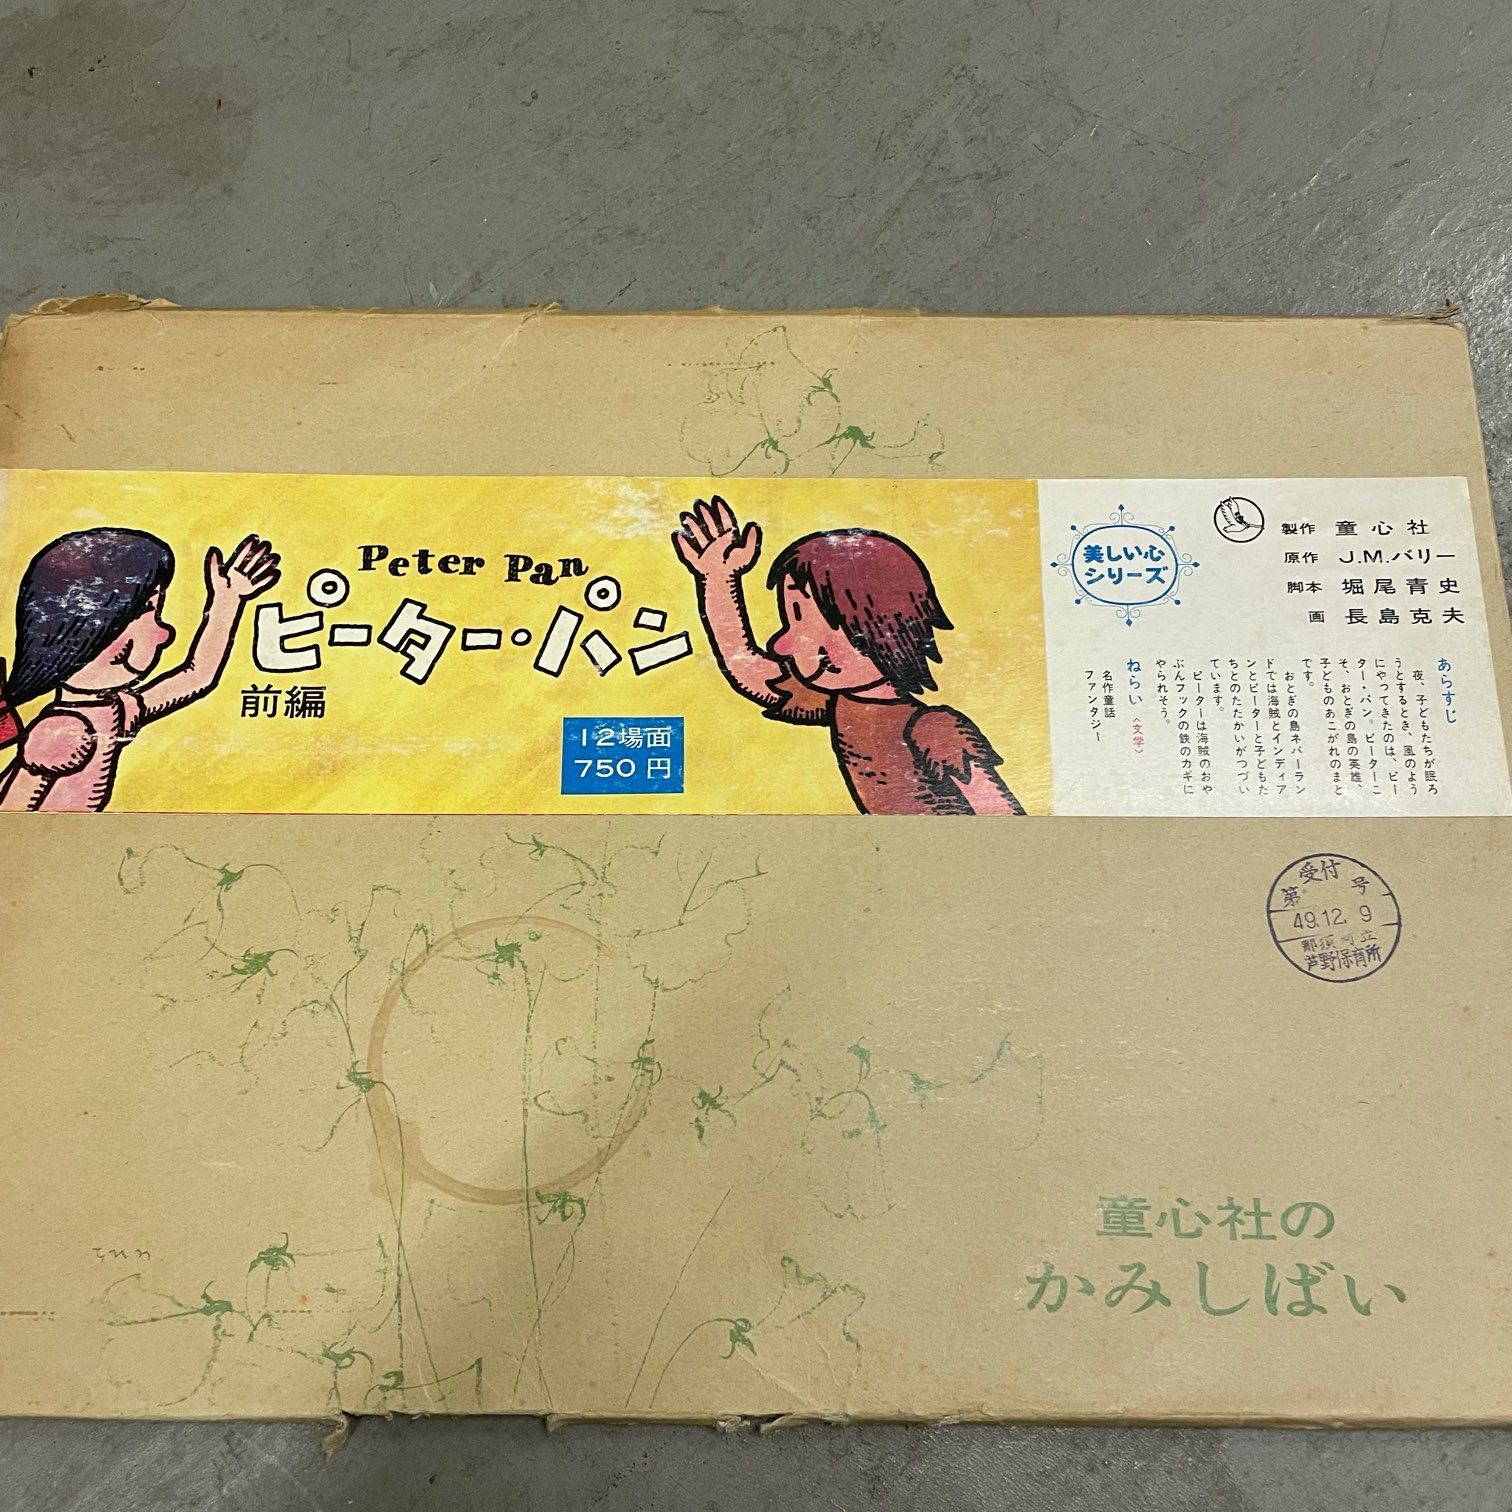 Peter Pan
ピーター・パン
前編
12場面
750円
美しい心
シリーズ
製作 童心社
原作 J.M.バリー
脚本 堀尾青史
画 長島克夫
あらすじ
夜、子どもたちが眠ろ
うとするとき、風のよう
にやってきたのは、ピー
ター・パン。ピーターこ
そ、おとぎの島の英雄、
子どものあこがれのまと
です。
おとぎの島ネバーラン
ドでは海賊とインディア
ンとピーターと子どもた
ちとのたたかいがつづい
ています。
ピーターは海賊のおや
ぶんフックの鉄のカギに
やられそう。
ねらい〈文学〉
名作童話
ファンタジー
受付
第 号
49.12.9
那須町立
芦野保育所
童心社の
かみしばい